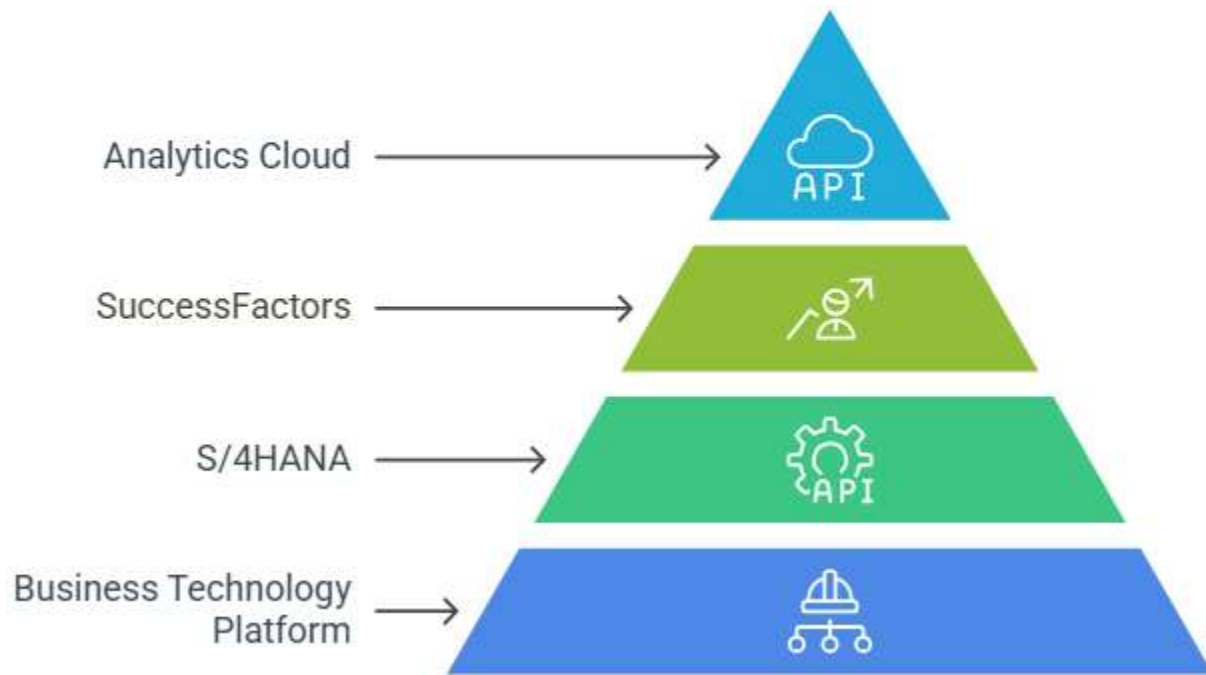 Analytics Cloud
API
SuccessFactors
S/4HANA
API
Business Technology
Platform